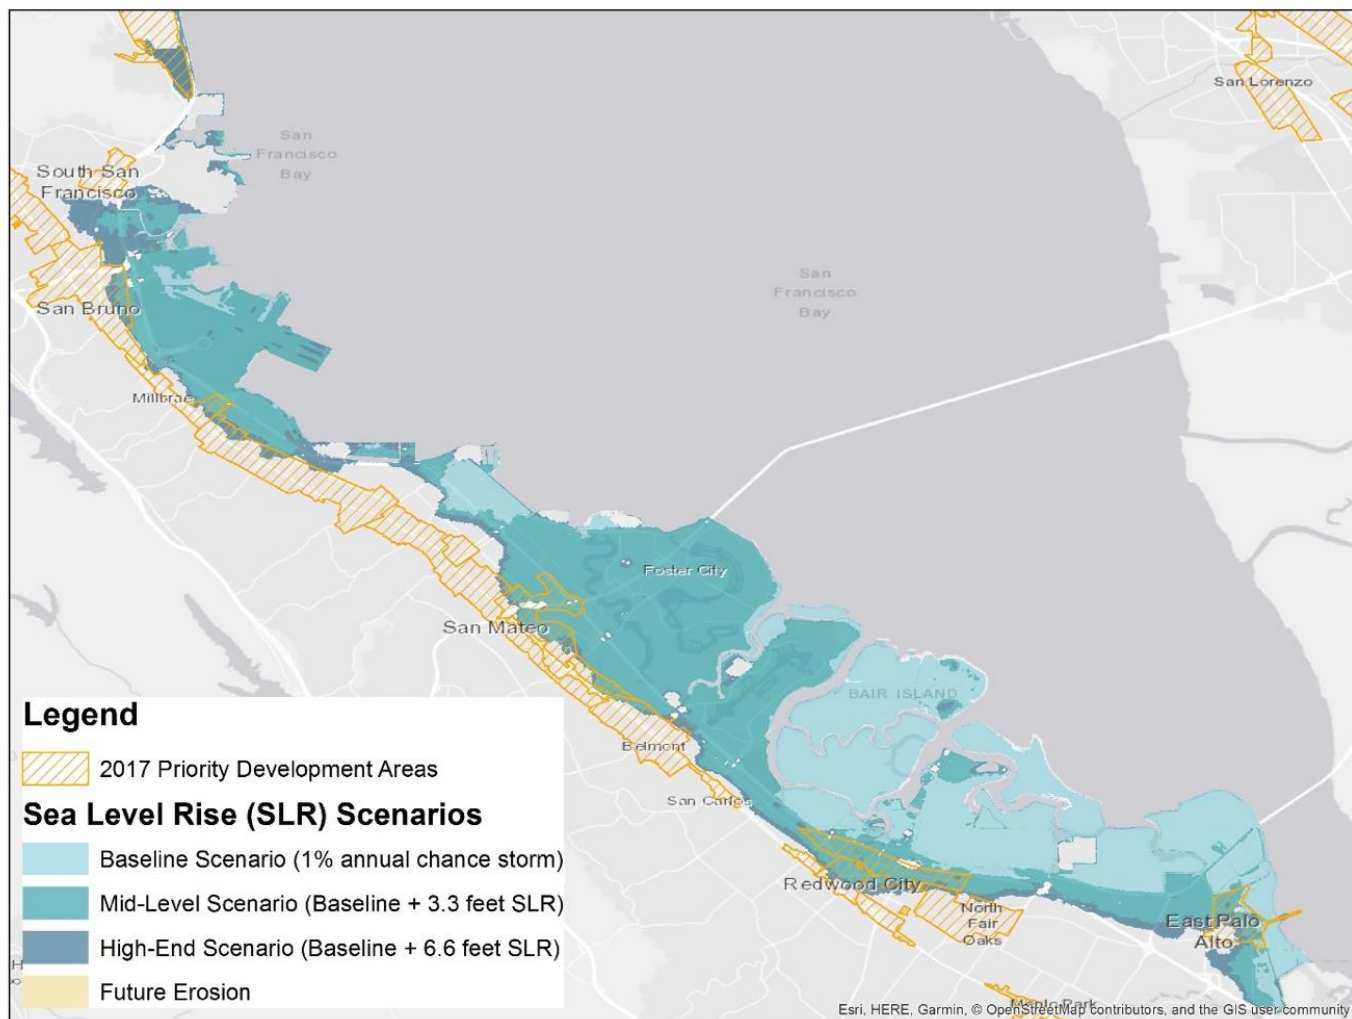 San Lorenzo
San
Francisco
Bay
South San
Francisco
San
Francisco
Bay
San Bruno
Millbrae
Foster City
San Mateo
BAIR ISLAND
Belmont
San Carlos
Redwood City
North
Fair
Oaks
East Palo
Alto
Menlo Park
Legend
2017 Priority Development Areas
Sea Level Rise (SLR) Scenarios
Baseline Scenario (1% annual chance storm)
Mid-Level Scenario (Baseline + 3.3 feet SLR)
High-End Scenario (Baseline + 6.6 feet SLR)
Future Erosion
Esri, HERE, Garmin, © OpenStreetMap contributors, and the GIS user community